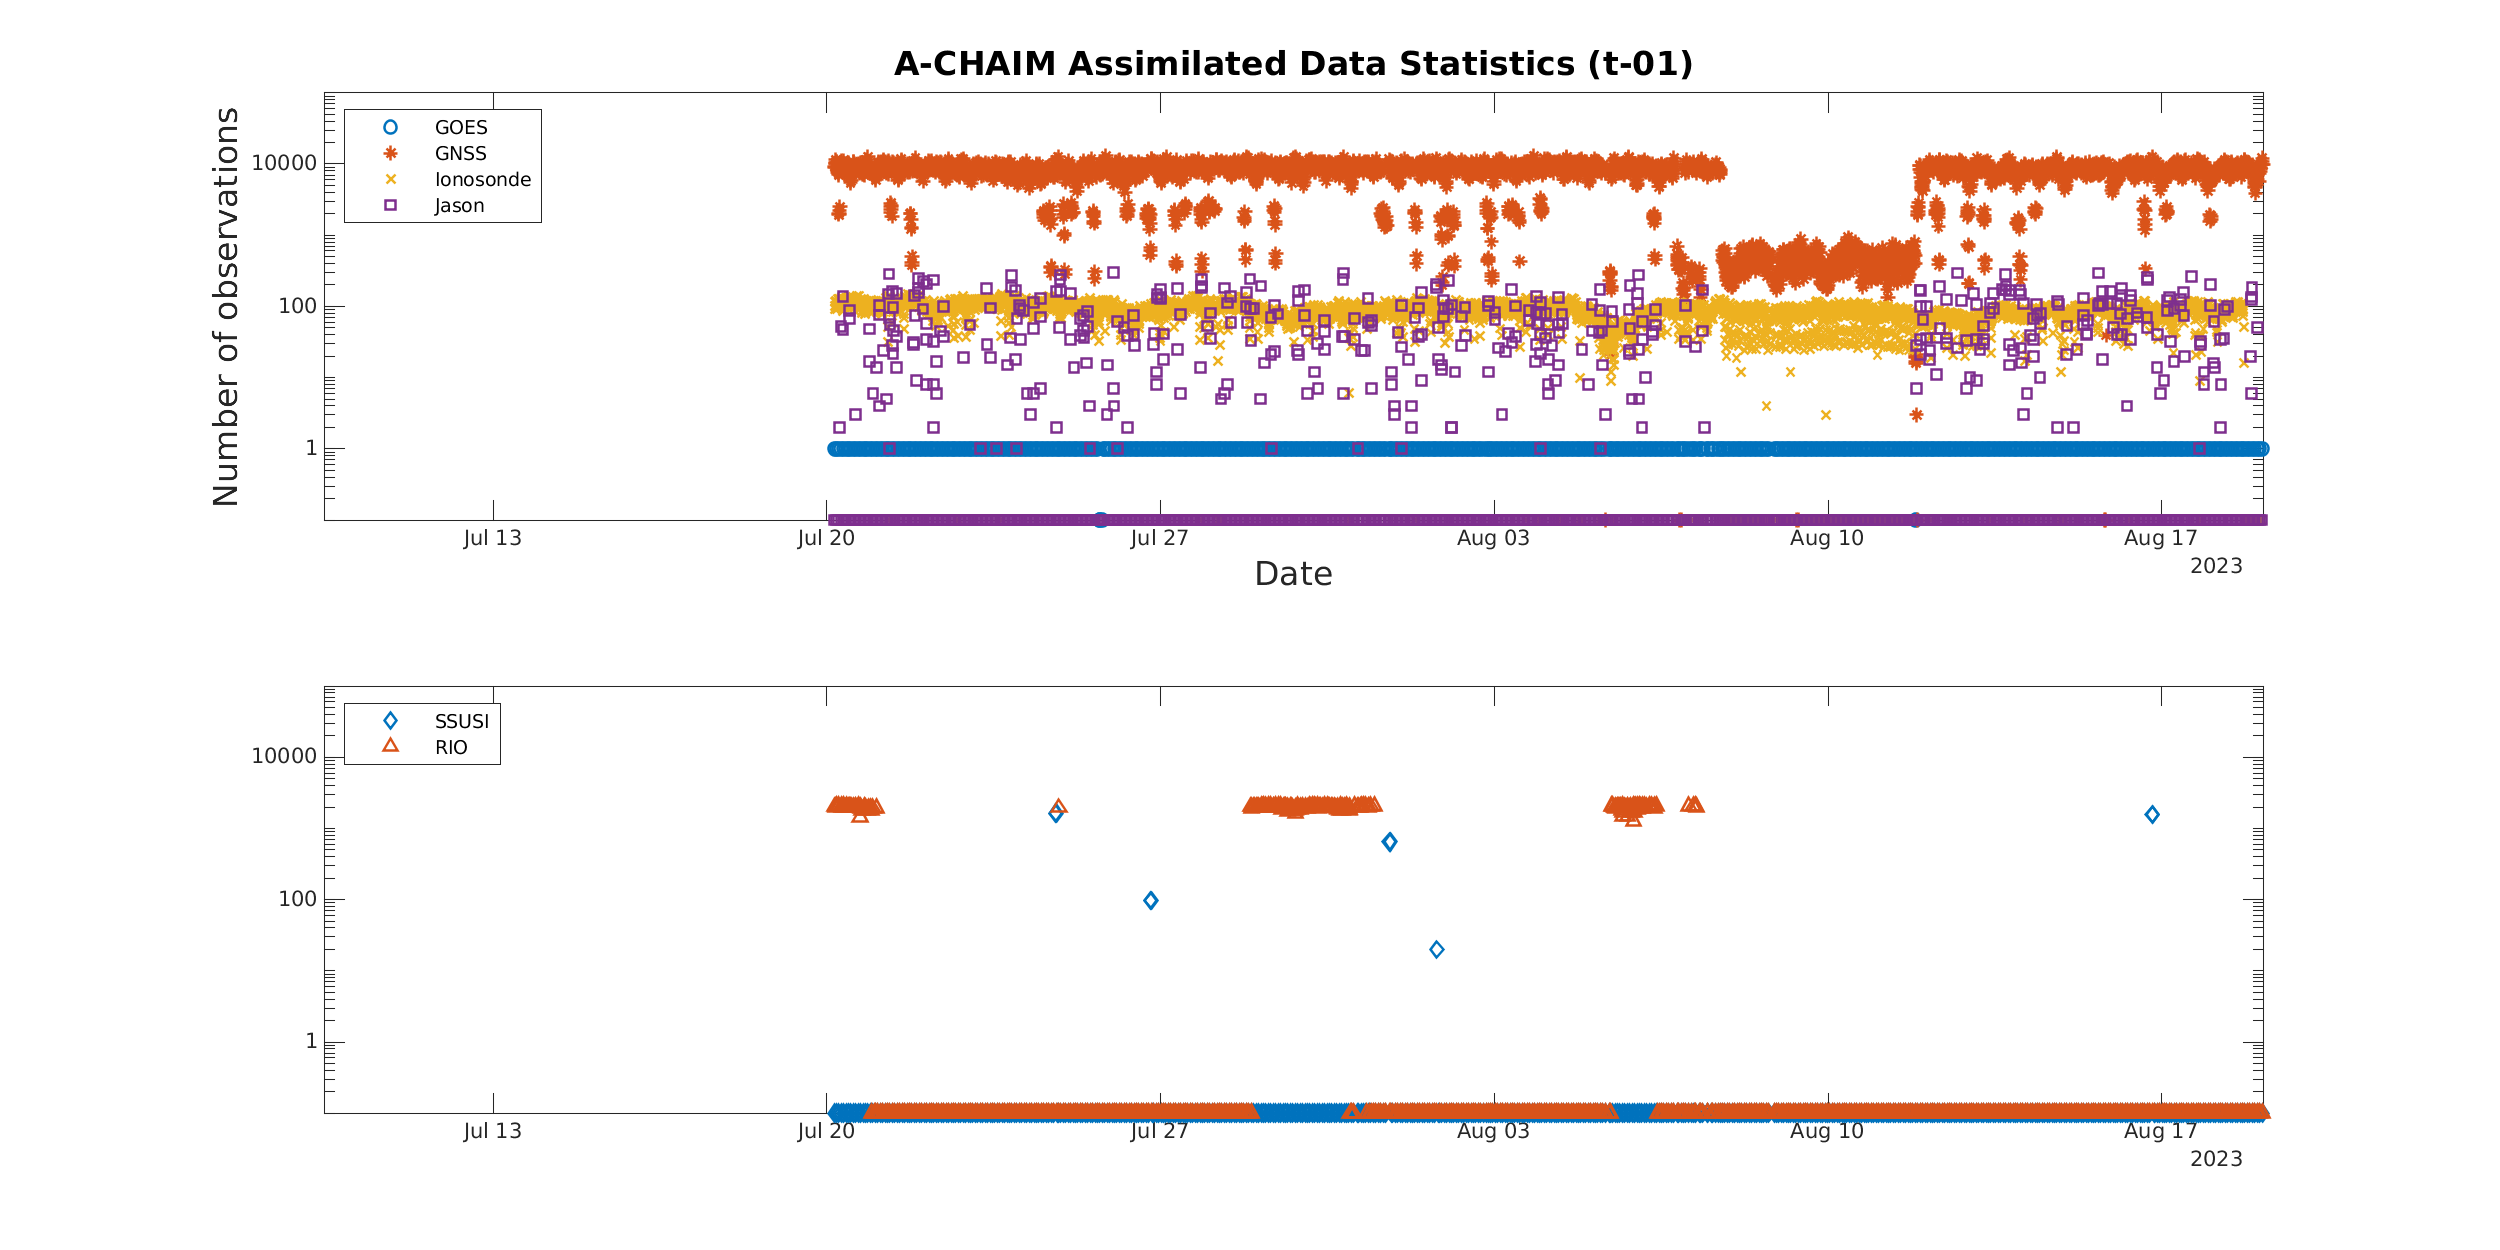 A-CHAIM Assimilated Data Statistics (t-01)
Number of observations
GOES
GNSS
Ionosonde
Jason
10000
100
1
Jul 13
Jul 20
Jul 27
Aug 03
Aug 10
Aug 17
2023
Date
SSUSI
RIO
10000
100
1
Jul 13
Jul 20
Jul 27
Aug 03
Aug 10
Aug 17
2023